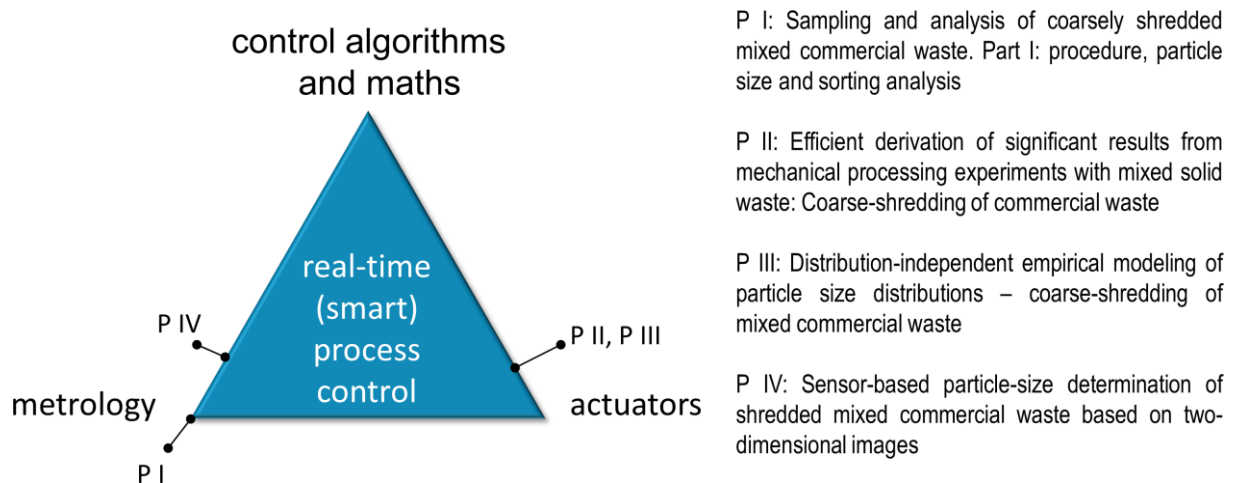 control algorithms
and maths
real-time
(smart)
process
control
P IV
P II, P III
metrology
actuators
P I
P I: Sampling and analysis of coarsely shredded
mixed commercial waste. Part I: procedure, particle
size and sorting analysis
P II: Efficient derivation of significant results from
mechanical processing experiments with mixed solid
waste: Coarse-shredding of commercial waste
P III: Distribution-independent empirical modeling of
particle size distributions – coarse-shredding of
mixed commercial waste
P IV: Sensor-based particle-size determination of
shredded mixed commercial waste based on two-
dimensional images